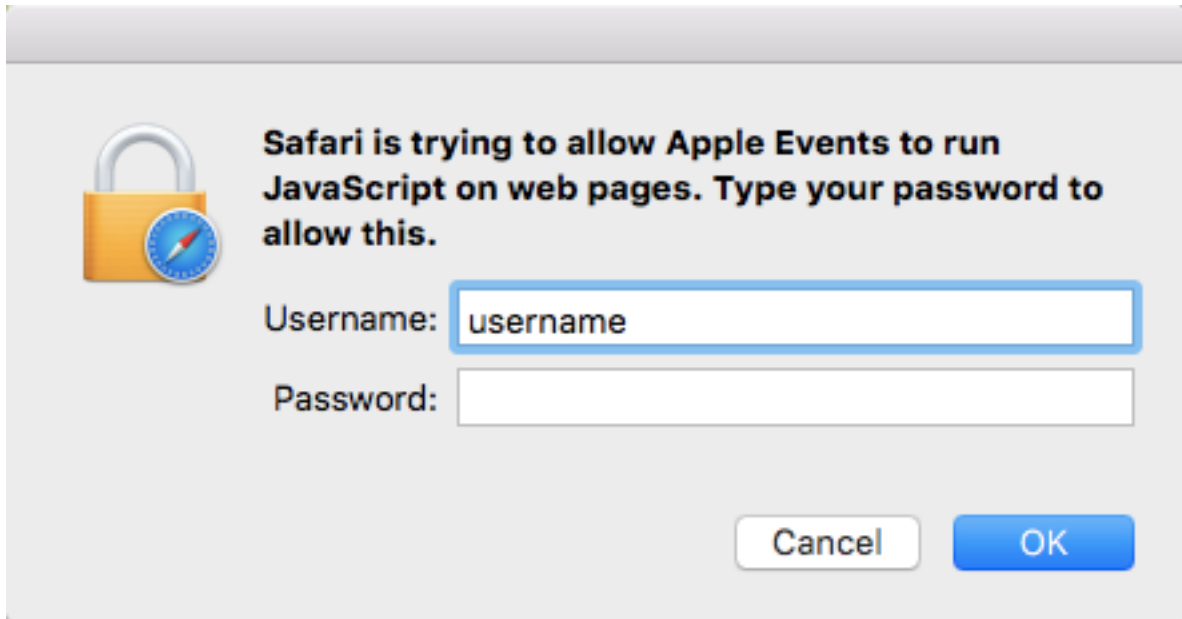 Safari is trying to allow Apple Events to run
JavaScript on web pages. Type your password to
allow this.
Username: username
Password:
Cancel OK